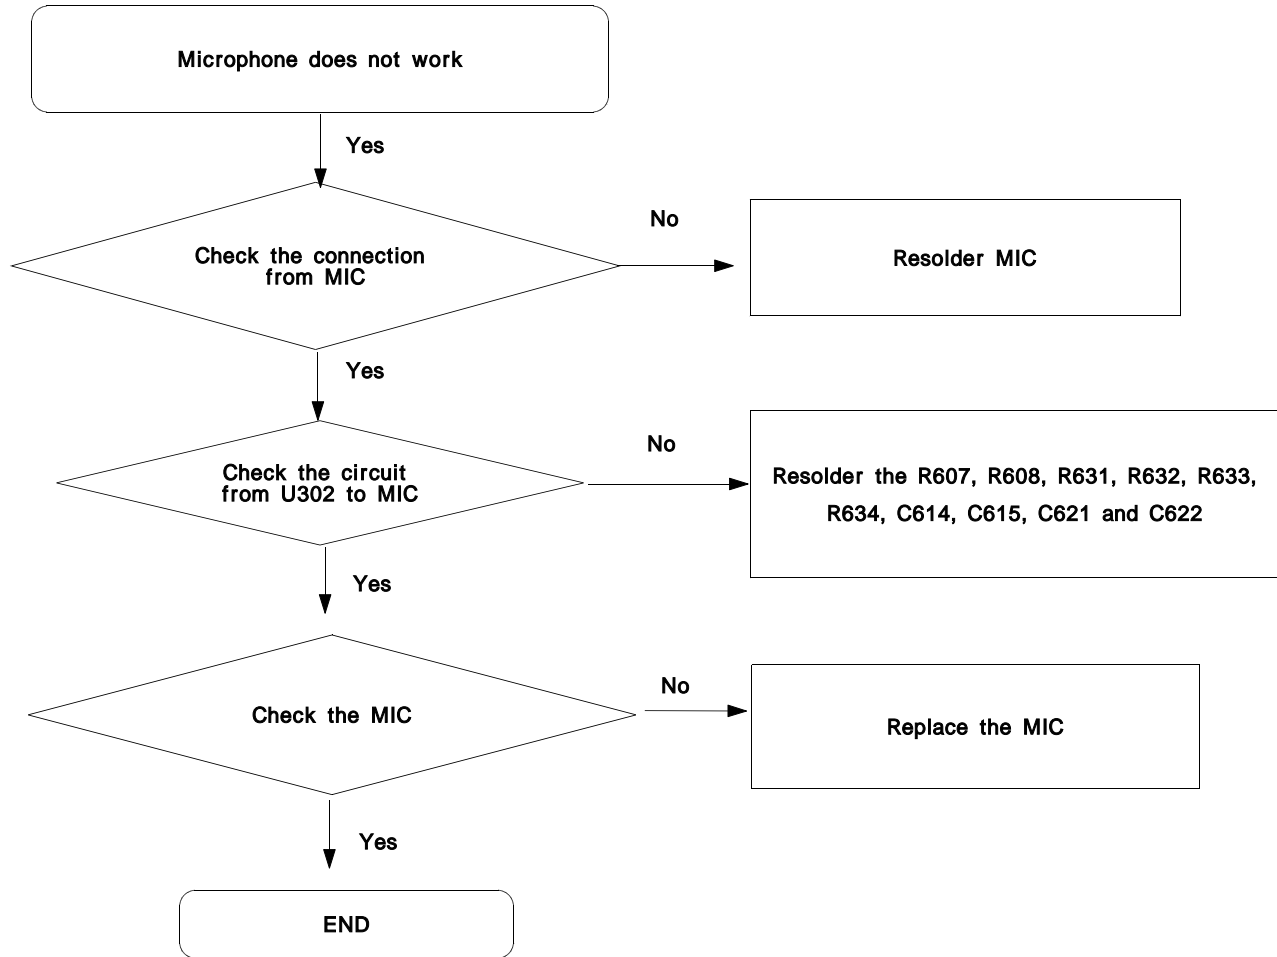 Microphone does not work
Yes
Check the connection
from MIC
No
Resolder MIC
Yes
Check the circuit
from U302 to MIC
No
Resolder the R607, R608, R631, R632, R633,
R634, C614, C615, C621 and C622
Yes
Check the MIC
No
Replace the MIC
Yes
END